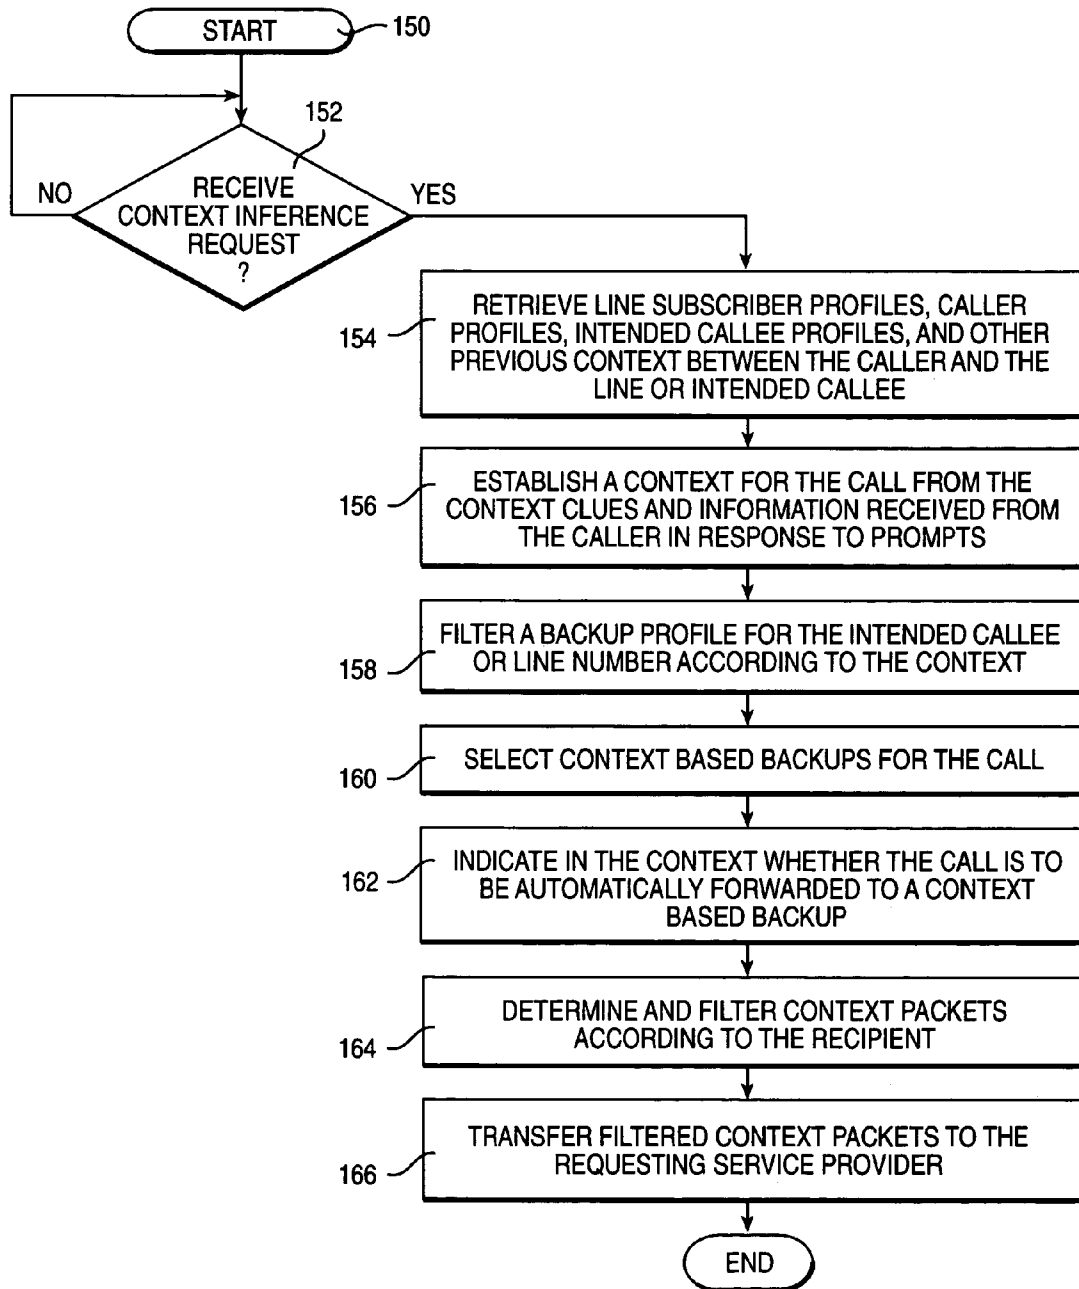 START
150
152
NO
YES
RECEIVE
CONTEXT INFERENCE
REQUEST
?
154
RETRIEVE LINE SUBSCRIBER PROFILES, CALLER
PROFILES, INTENDED CALLEE PROFILES, AND OTHER
PREVIOUS CONTEXT BETWEEN THE CALLER AND THE
LINE OR INTENDED CALLEE
156
ESTABLISH A CONTEXT FOR THE CALL FROM THE
CONTEXT CLUES AND INFORMATION RECEIVED FROM
THE CALLER IN RESPONSE TO PROMPTS
158
FILTER A BACKUP PROFILE FOR THE INTENDED CALLEE
OR LINE NUMBER ACCORDING TO THE CONTEXT
160
SELECT CONTEXT BASED BACKUPS FOR THE CALL
162
INDICATE IN THE CONTEXT WHETHER THE CALL IS TO
BE AUTOMATICALLY FORWARDED TO A CONTEXT
BASED BACKUP
164
DETERMINE AND FILTER CONTEXT PACKETS
ACCORDING TO THE RECIPIENT
166
TRANSFER FILTERED CONTEXT PACKETS TO THE
REQUESTING SERVICE PROVIDER
END